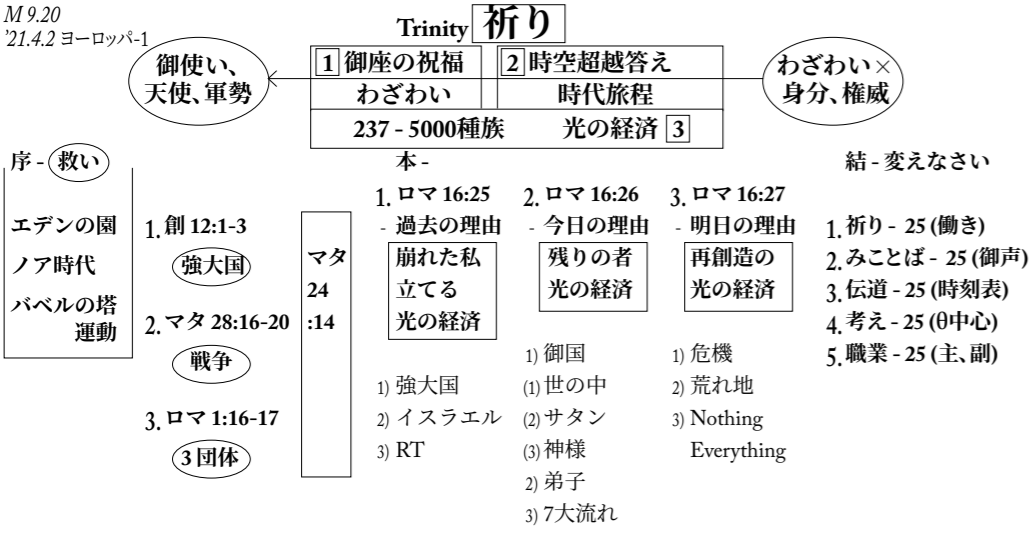 M 9.20
'21.4.2 ヨーロッパ-1
Trinity 祈り
御使い、
天使、軍勢
1 御座の祝福
2 時空超越答え
わざわい
時代旅程
237 - 5000種族
光の経済 3
わざわい×
身分、権威
序 - 救い
エデンの園
ノア時代
バベルの塔
運動
1. 創 12:1-3
強大国
2. マタ 28:16-20
戦争
3. ロマ 1:16-17
3団体
マタ
24
:14
本 -
1. ロマ 16:25
- 過去の理由
崩れた私
立てる
光の経済
1) 強大国
2) イスラエル
3) RT
2. ロマ 16:26
- 今日の理由
残りの者
光の経済
1) 御国
(1) 世の中
(2) サタン
(3) 神様
2) 弟子
3) 7大流れ
3. ロマ 16:27
- 明日の理由
再創造の
光の経済
1) 危機
2) 荒れ地
3) Nothing
Everything
結 - 変えなさい
1. 祈り - 25 (働き)
2. みことば - 25 (御声)
3. 伝道 - 25 (時刻表)
4. 考え - 25 (θ中心)
5. 職業 - 25 (主、副)